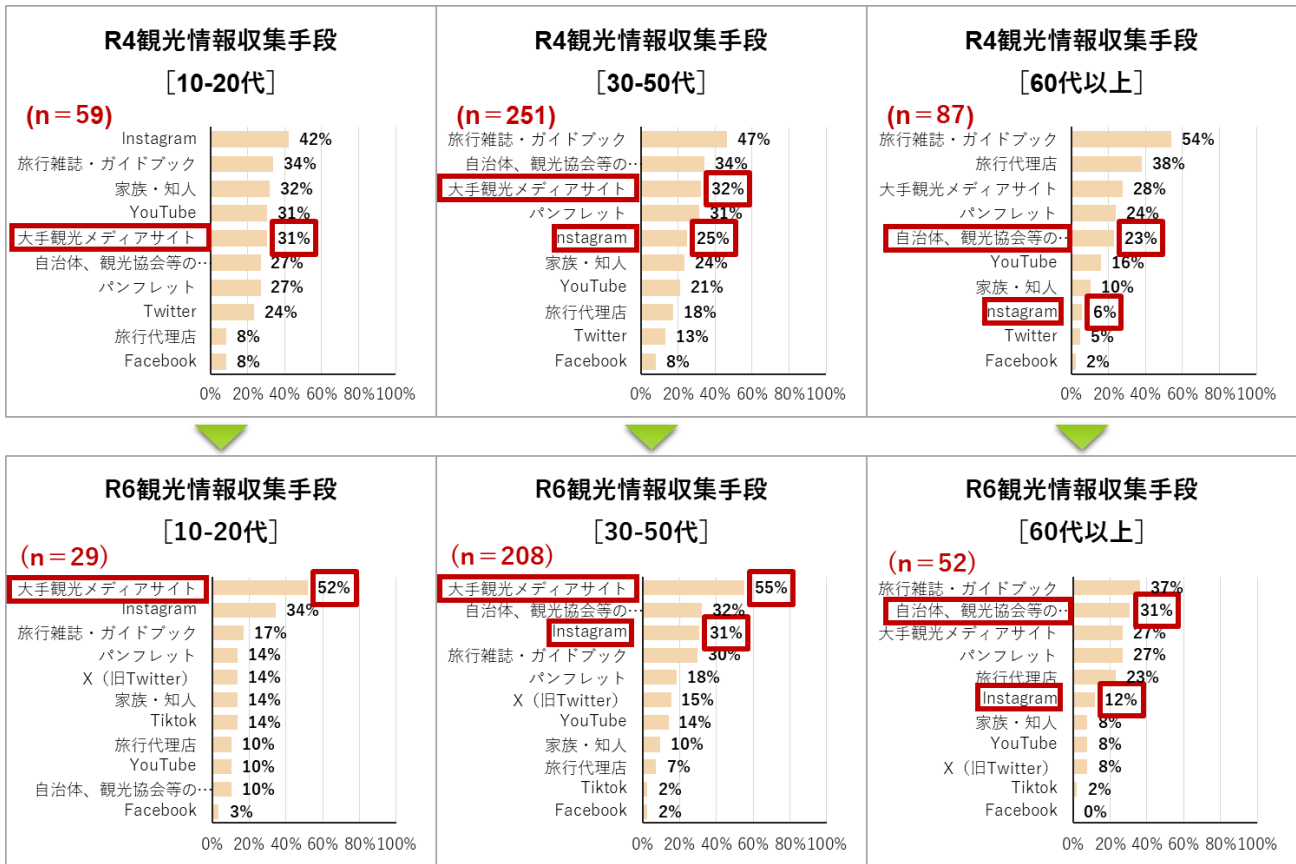 R4観光情報収集手段
［10-20代］
(n＝59)
Instagram 42%
旅行雑誌・ガイドブック 34%
家族・知人 32%
YouTube 31%
大手観光メディアサイト 31%
自治体、観光協会等の… 27%
パンフレット 27%
Twitter 24%
旅行代理店 8%
Facebook 8%
0% 20% 40% 60% 80%100%
R4観光情報収集手段
［30-50代］
(n＝251)
旅行雑誌・ガイドブック 47%
自治体、観光協会等の… 34%
大手観光メディアサイト 32%
パンフレット 31%
nstagram 25%
家族・知人 24%
YouTube 21%
旅行代理店 18%
Twitter 13%
Facebook 8%
0% 20% 40% 60% 80%100%
R4観光情報収集手段
［60代以上］
(n＝87)
旅行雑誌・ガイドブック 54%
旅行代理店 38%
大手観光メディアサイト 28%
パンフレット 24%
自治体、観光協会等の… 23%
YouTube 16%
家族・知人 10%
nstagram 6%
Twitter 5%
Facebook 2%
0% 20% 40% 60% 80%100%
R6観光情報収集手段
［10-20代］
（n＝29）
大手観光メディアサイト 52%
Instagram 34%
旅行雑誌・ガイドブック 17%
パンフレット 14%
X（旧Twitter） 14%
家族・知人 14%
Tiktok 14%
旅行代理店 10%
YouTube 10%
自治体、観光協会等の… 10%
Facebook 3%
0% 20% 40% 60% 80%100%
R6観光情報収集手段
［30-50代］
（n＝208）
大手観光メディアサイト 55%
自治体、観光協会等の… 32%
Instagram 31%
旅行雑誌・ガイドブック 30%
パンフレット 18%
X（旧Twitter） 15%
YouTube 14%
家族・知人 10%
旅行代理店 7%
Tiktok 2%
Facebook 2%
0% 20% 40% 60% 80%100%
R6観光情報収集手段
［60代以上］
（n＝52）
旅行雑誌・ガイドブック 37%
自治体、観光協会等の… 31%
大手観光メディアサイト 27%
パンフレット 27%
旅行代理店 23%
Instagram 12%
家族・知人 8%
YouTube 8%
X（旧Twitter） 8%
Tiktok 2%
Facebook 0%
0% 20% 40% 60% 80%100%